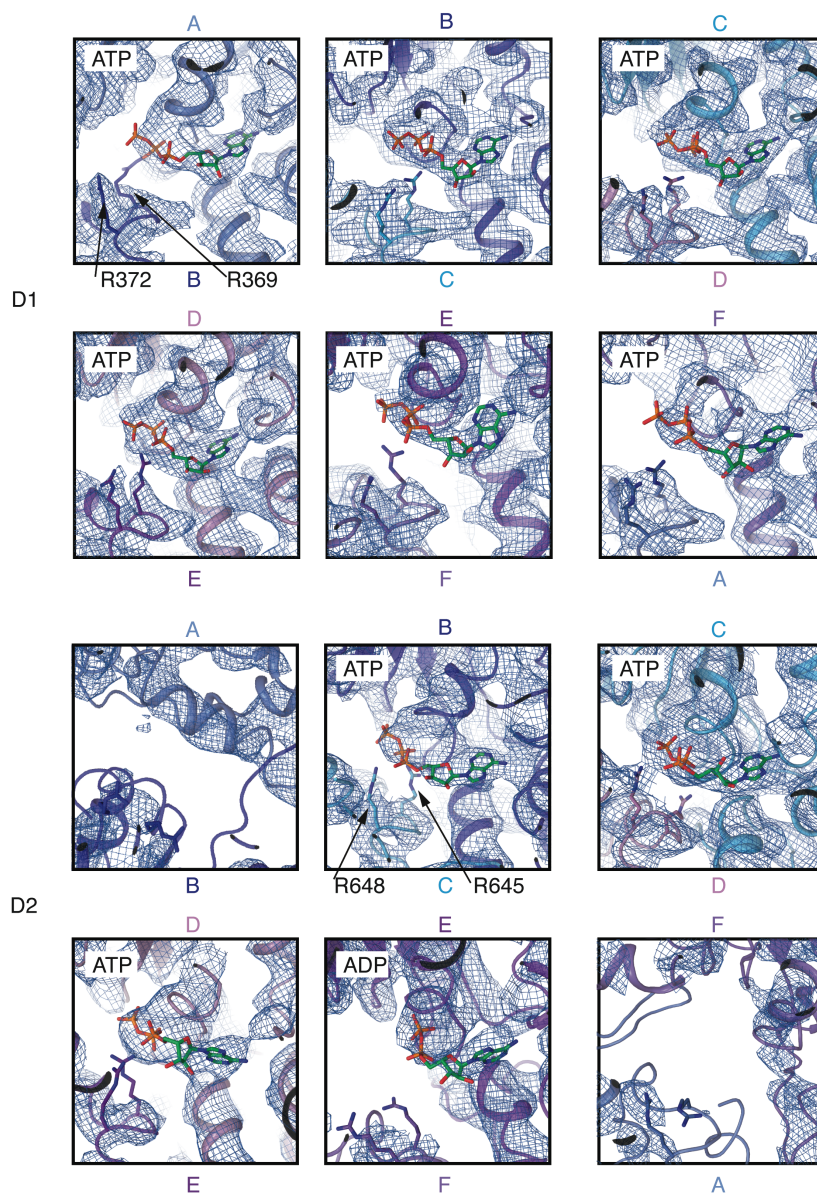 A B C
ATP ATP ATP
R372 R369
B C D
D1
D E F
ATP ATP ATP
E F A
A B C
ATP ATP
R648 R645
B C D
D2
D E F
ATP ADP
E F A